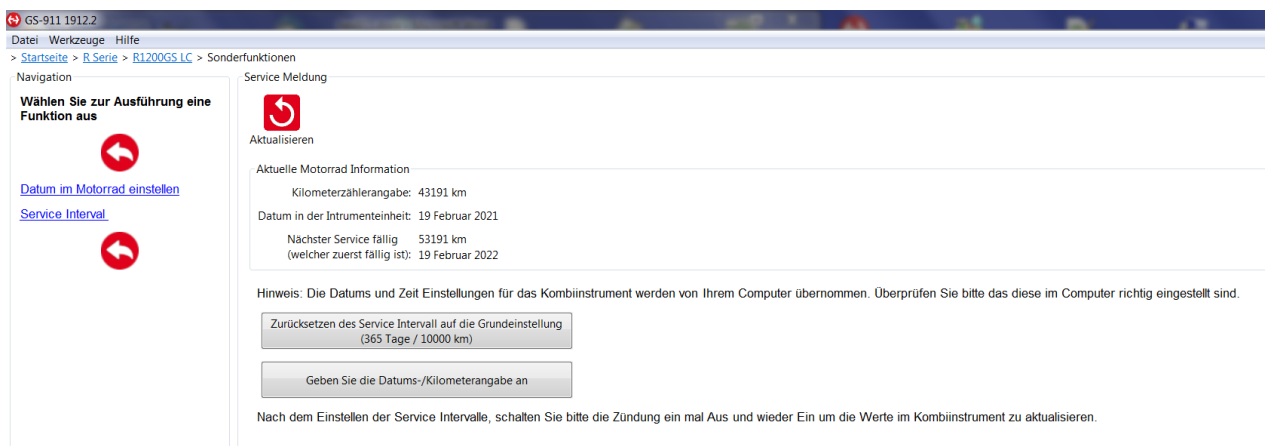 GS-911 1912.2
Datei Werkzeuge Hilfe
> Startseite > R Serie > R1200GS LC > Sonderfunktionen
Navigation
Wählen Sie zur Ausführung eine
Funktion aus
Datum im Motorrad einstellen
Service Interval
Service Meldung
Aktualisieren
Aktuelle Motorrad Information
Kilometerzählerangabe: 43191 km
Datum in der Intrumenteinheit: 19 Februar 2021
Nächster Service fällig 53191 km
(welcher zuerst fällig ist): 19 Februar 2022
Hinweis: Die Datums und Zeit Einstellungen für das Kombiinstrument werden von Ihrem Computer übernommen. Überprüfen Sie bitte das diese im Computer richtig eingestellt sind.
Zurücksetzen des Service Intervall auf die Grundeinstellung
(365 Tage / 10000 km)
Geben Sie die Datums-/Kilometerangabe an
Nach dem Einstellen der Service Intervalle, schalten Sie bitte die Zündung ein mal Aus und wieder Ein um die Werte im Kombiinstrument zu aktualisieren.